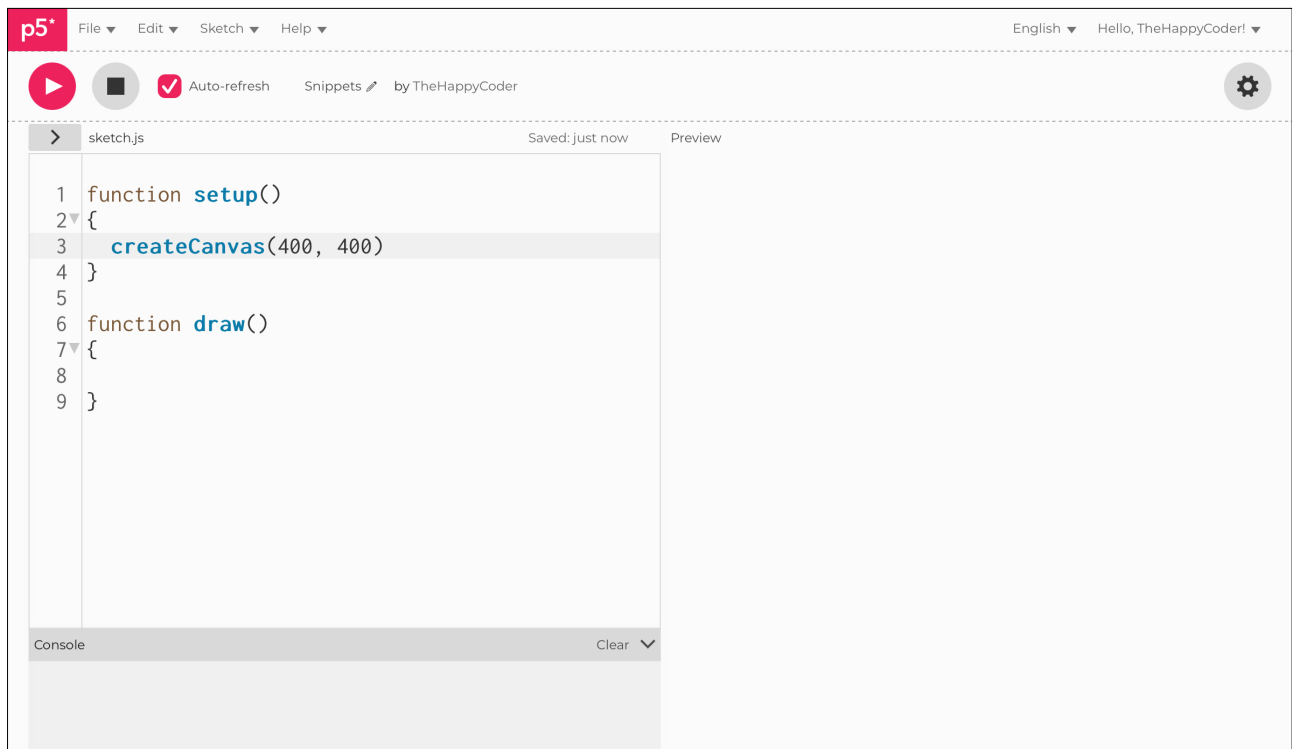 p5* File Edit Sketch Help English Hello, TheHappyCoder!
Auto-refresh Snippets by TheHappyCoder
sketch.js Saved: just now Preview
1 function setup()
2 {
3   createCanvas(400, 400)
4 }
5
6 function draw()
7 {
8
9 }
Console Clear